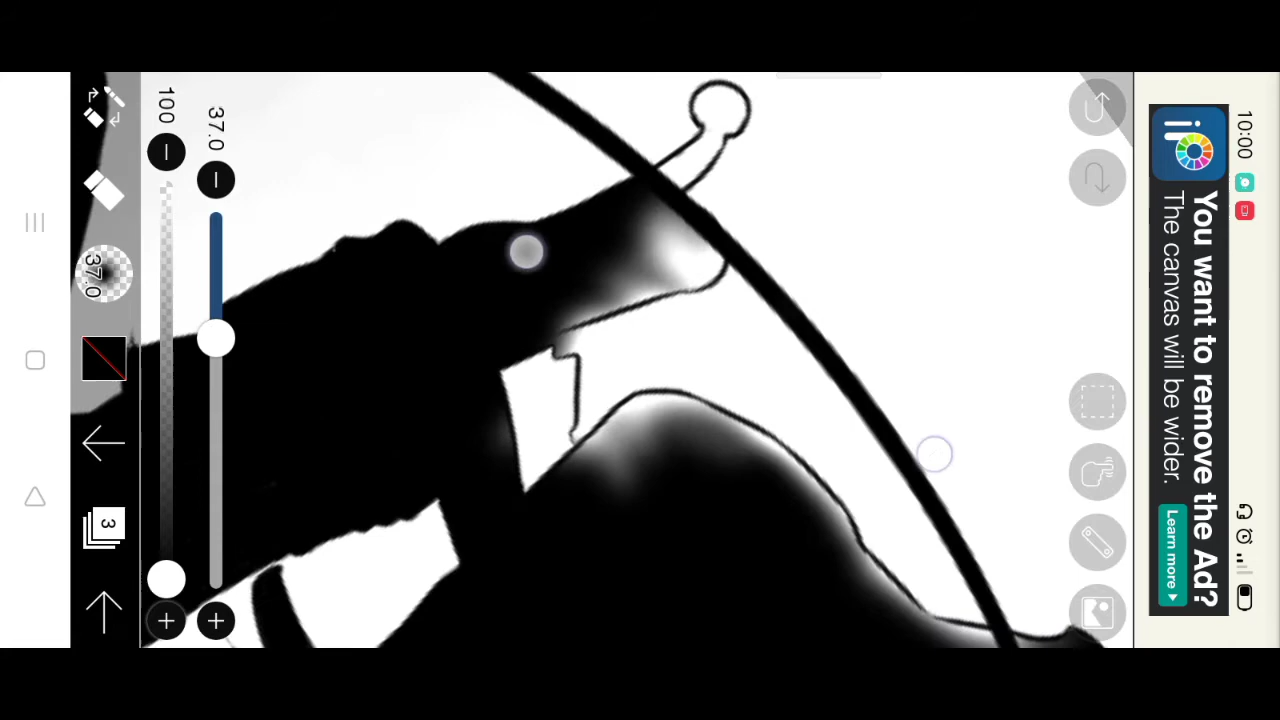 10:00
You want to remove the Ad?
The canvas will be wider.
Learn more
100
37.0
37.0
3